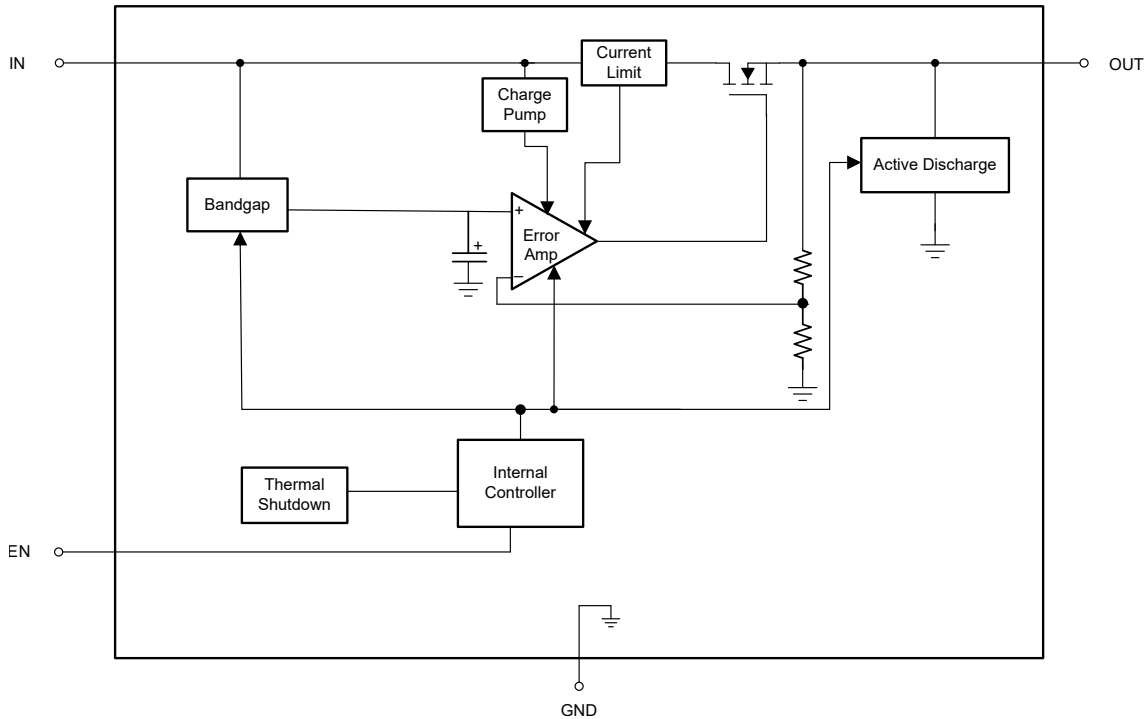 IN
Current
Limit
OUT
Charge
Pump
Active Discharge
Bandgap
+
Error
Amp
+
−
Internal
Controller
Thermal
Shutdown
EN
GND